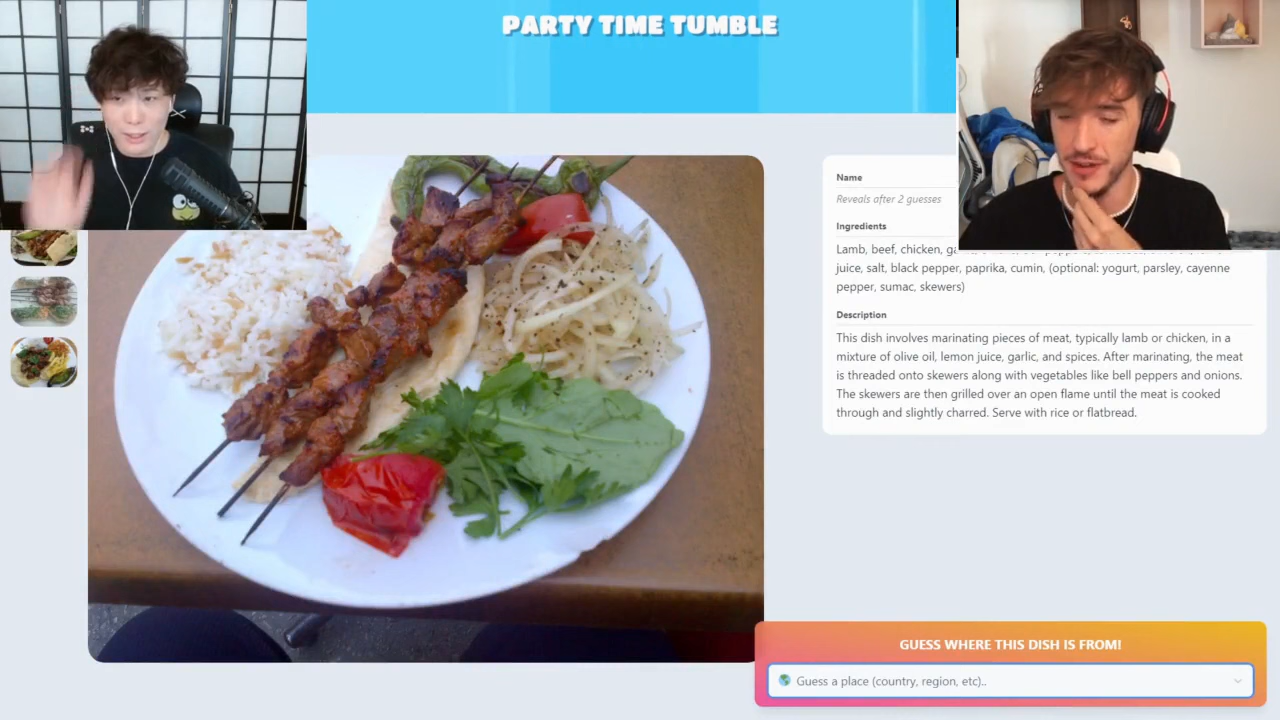 PARTY TIME TUMBLE
Name
Reveals after 2 guesses
Ingredients
Lamb, beef, chicken,
juice, salt, black pepper, paprika, cumin, (optional: yogurt, parsley, cayenne
pepper, sumac, skewers)
Description
This dish involves marinating pieces of meat, typically lamb or chicken, in a
mixture of olive oil, lemon juice, garlic, and spices. After marinating, the meat
is threaded onto skewers along with vegetables like bell peppers and onions.
The skewers are then grilled over an open flame until the meat is cooked
through and slightly charred. Serve with rice or flatbread.
GUESS WHERE THIS DISH IS FROM!
Guess a place (country, region, etc)..